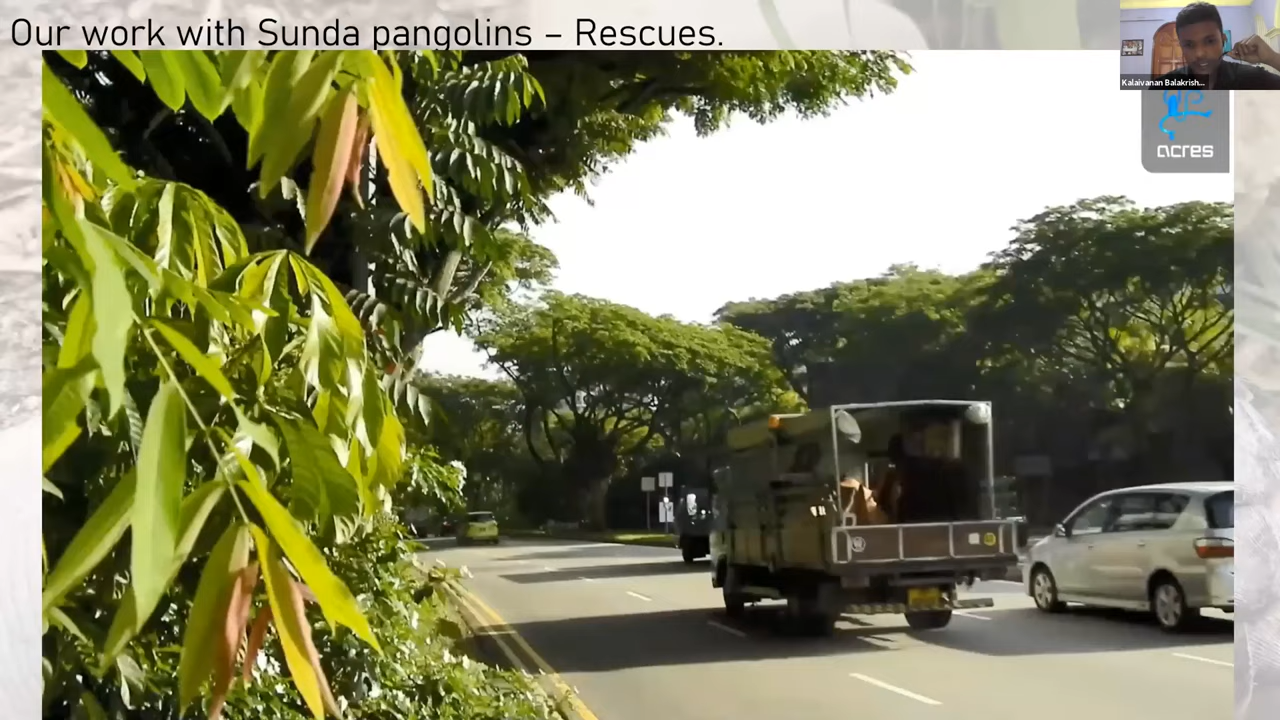 Our work with Sunda pangolins – Rescues.
Kalaivanan Balakrish...
acres